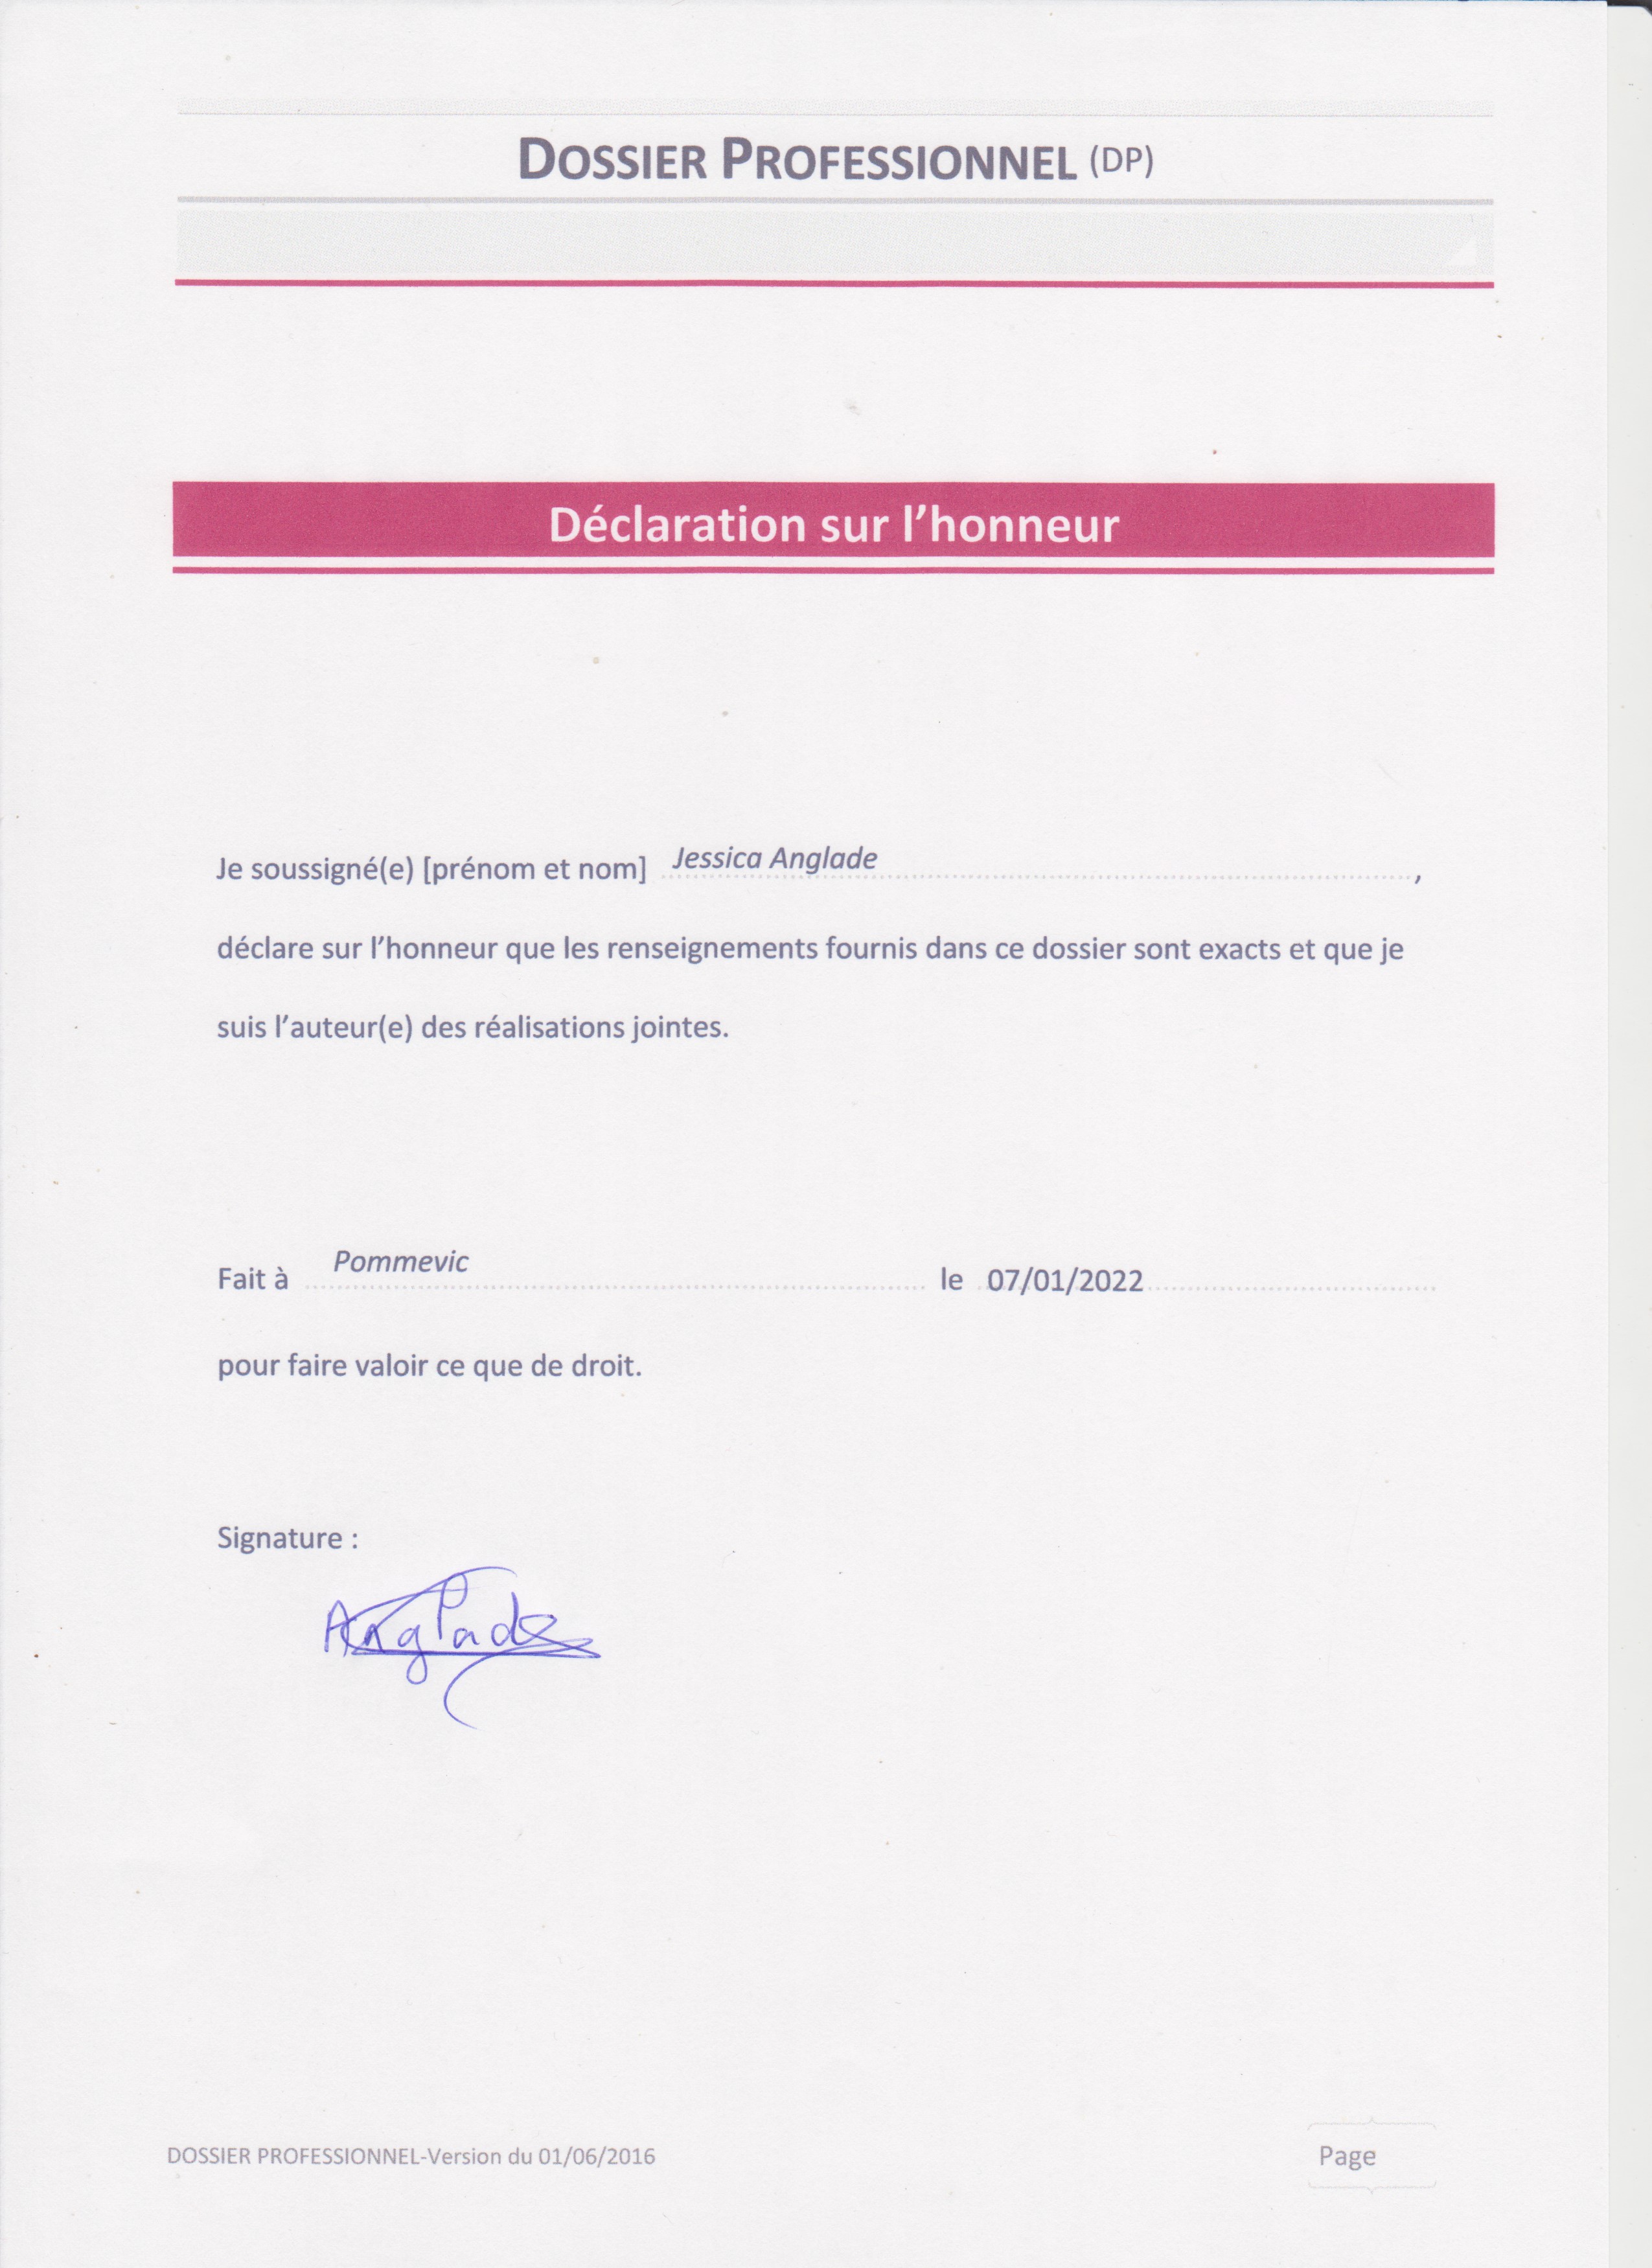 DOSSIER PROFESSIONNEL (DP)
Déclaration sur l'honneur
Je soussigné(e) [prénom et nom] Jessica Anglade ,
déclare sur l'honneur que les renseignements fournis dans ce dossier sont exacts et que je
suis l'auteur(e) des réalisations jointes.
Fait à Pommevic le 07/01/2022
pour faire valoir ce que de droit.
Signature :
Anglade
DOSSIER PROFESSIONNEL-Version du 01/06/2016 Page